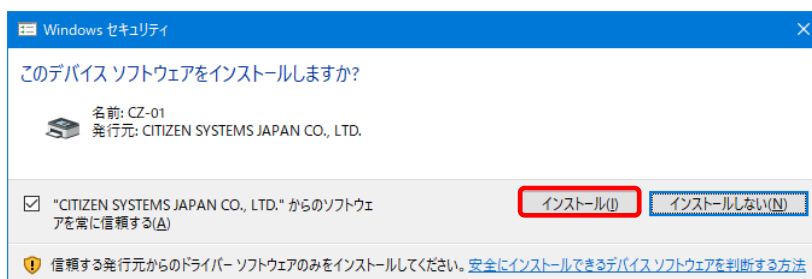 Windows セキュリティ
このデバイス ソフトウェアをインストールしますか?
名前: CZ-01
発行元: CITIZEN SYSTEMS JAPAN CO., LTD.
"CITIZEN SYSTEMS JAPAN CO., LTD." からのソフトウェ
アを常に信頼する(A)
インストール(I)
インストールしない(N)
信頼する発行元からのドライバー ソフトウェアのみをインストールしてください。安全にインストールできるデバイス ソフトウェアを判断する方法